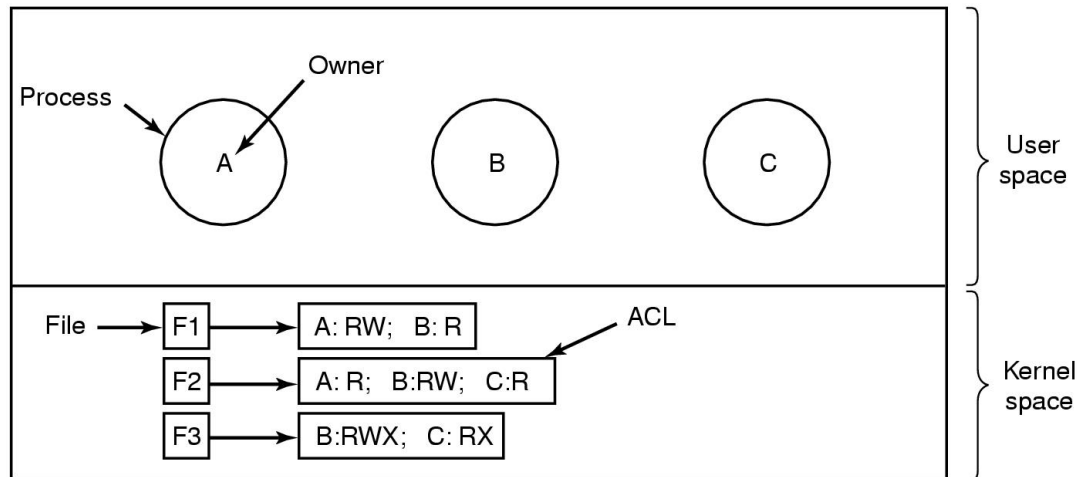 Owner
Process
A
B
C
User
space
File
F1
A: RW;   B: R
ACL
F2
A: R;   B:RW;   C:R
F3
B:RWX;   C: RX
Kernel
space